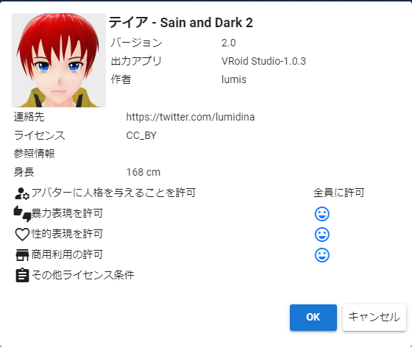 テイア - Sain and Dark 2
バージョン 2.0
出力アプリ VRoid Studio-1.0.3
作者 lumis
連絡先 https://twitter.com/lumidina
ライセンス CC_BY
参照情報
身長 168 cm
アバターに人格を与えることを許可 全員に許可
暴力表現を許可
性的表現を許可
商用利用の許可
その他ライセンス条件
OK キャンセル